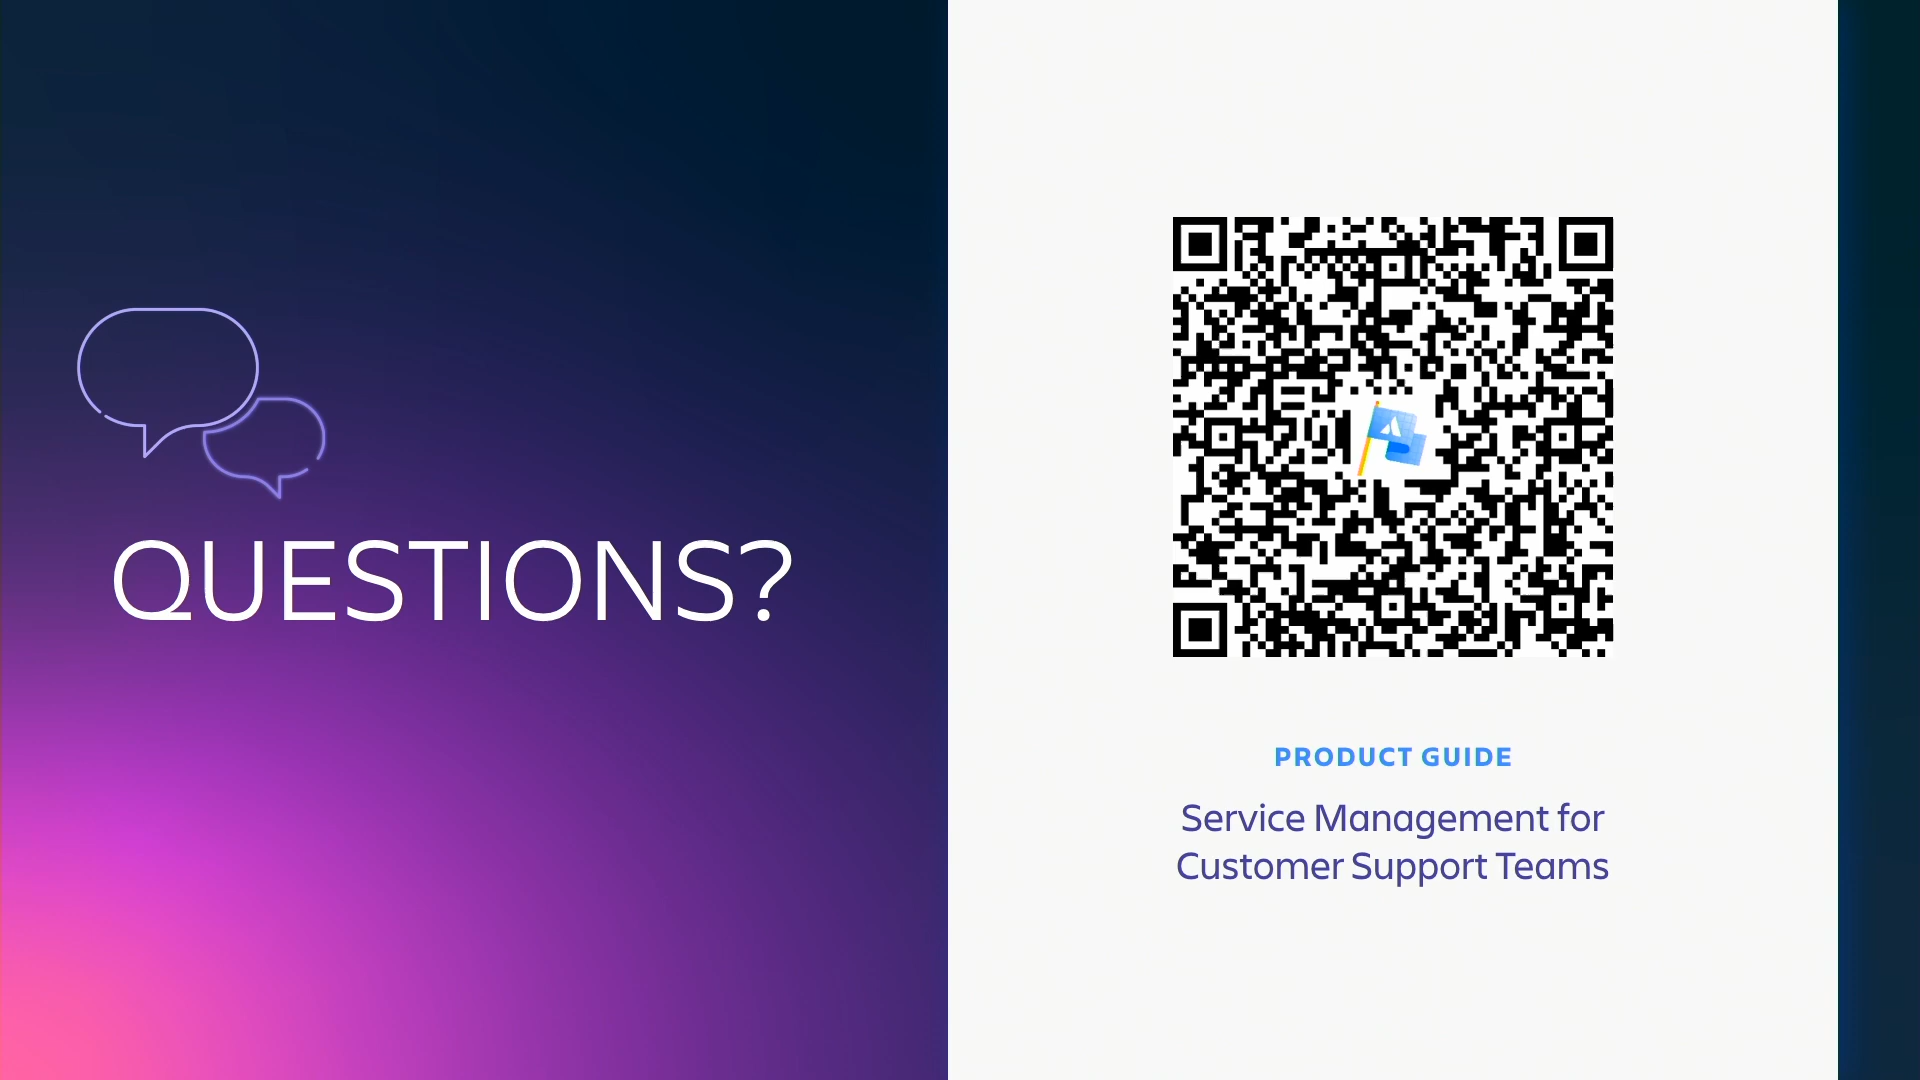 QUESTIONS?
PRODUCT GUIDE
Service Management for
Customer Support Teams